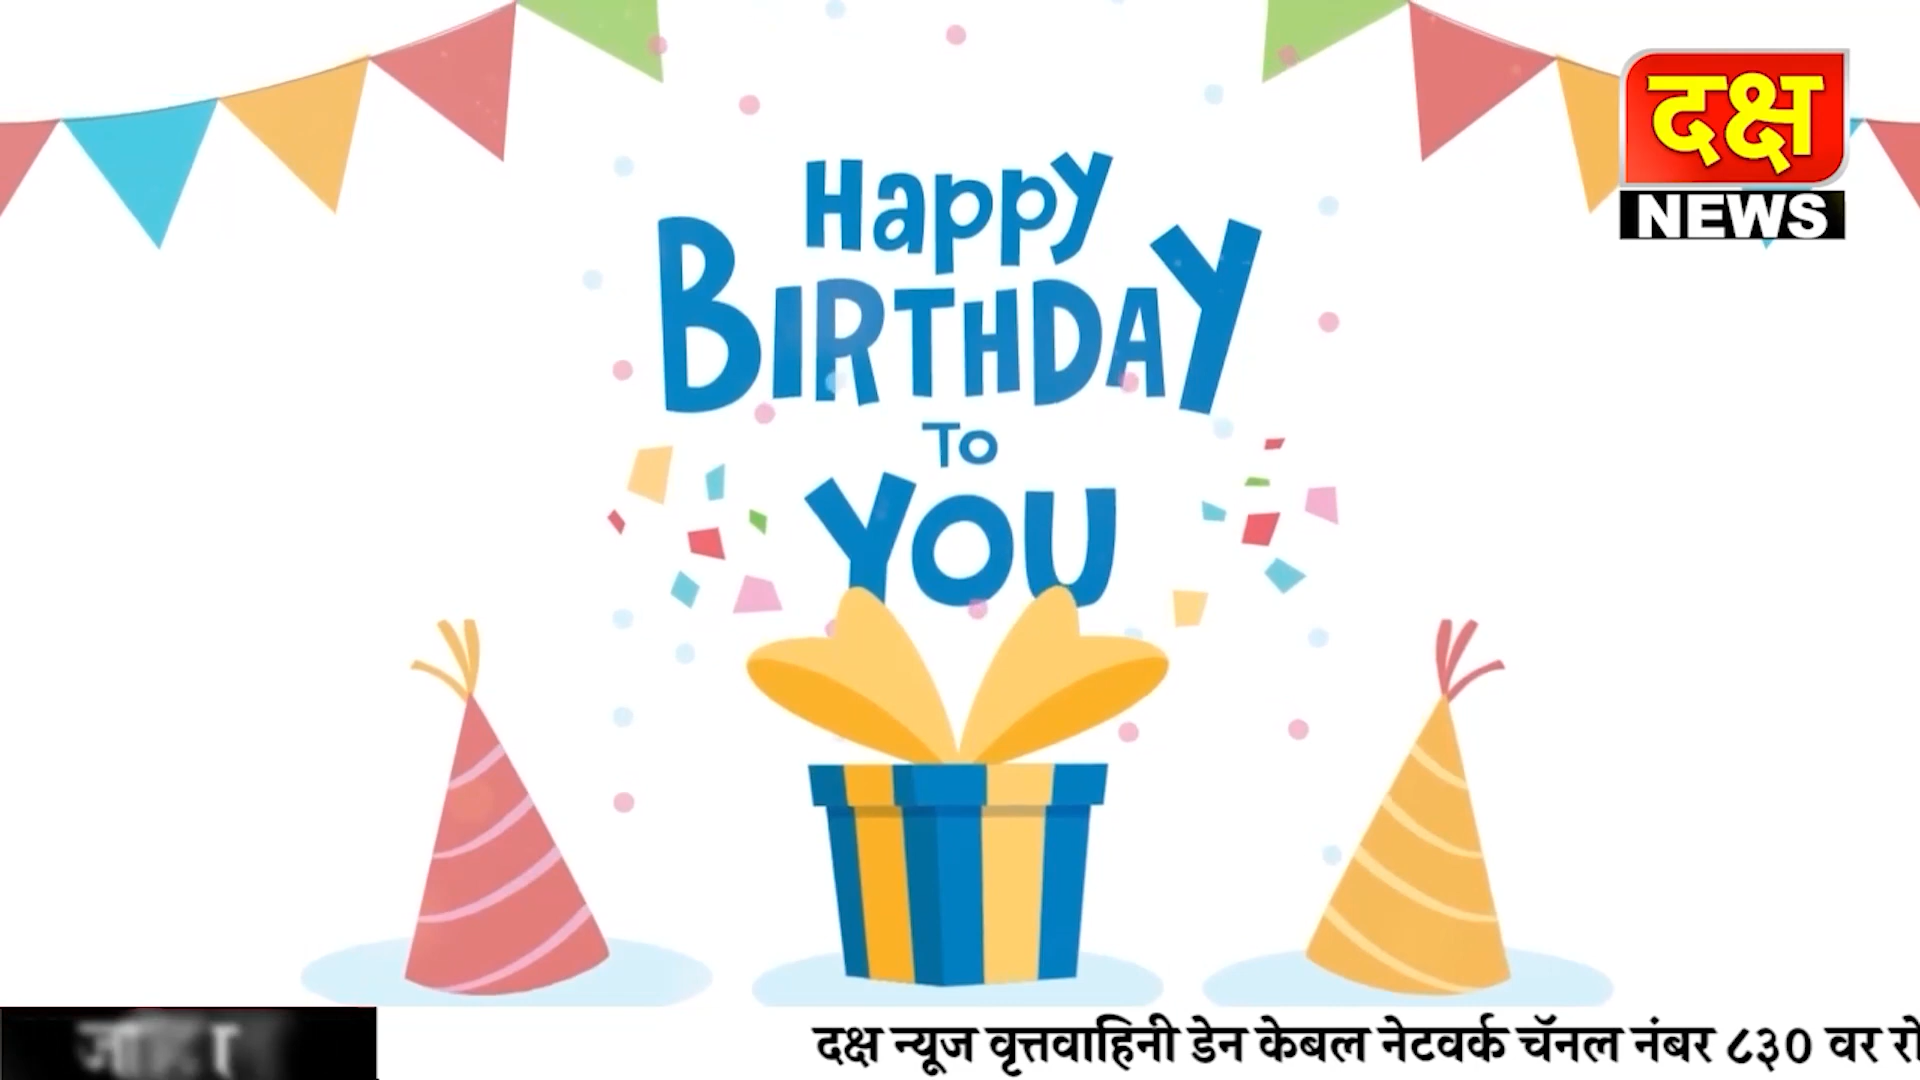 Happy
BIRTHDAY
TO
YOU
दक्ष
NEWS
दक्ष न्यूज वृत्तवाहिनी डेन केबल नेटवर्क चॅनल नंबर ८३० वर